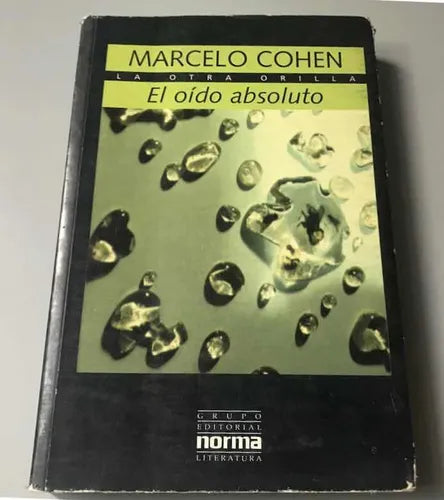 MARCELO COHEN
LA OTRA ORILLA
El oído absoluto
GRUPO
EDITORIAL
norma
LITERATURA